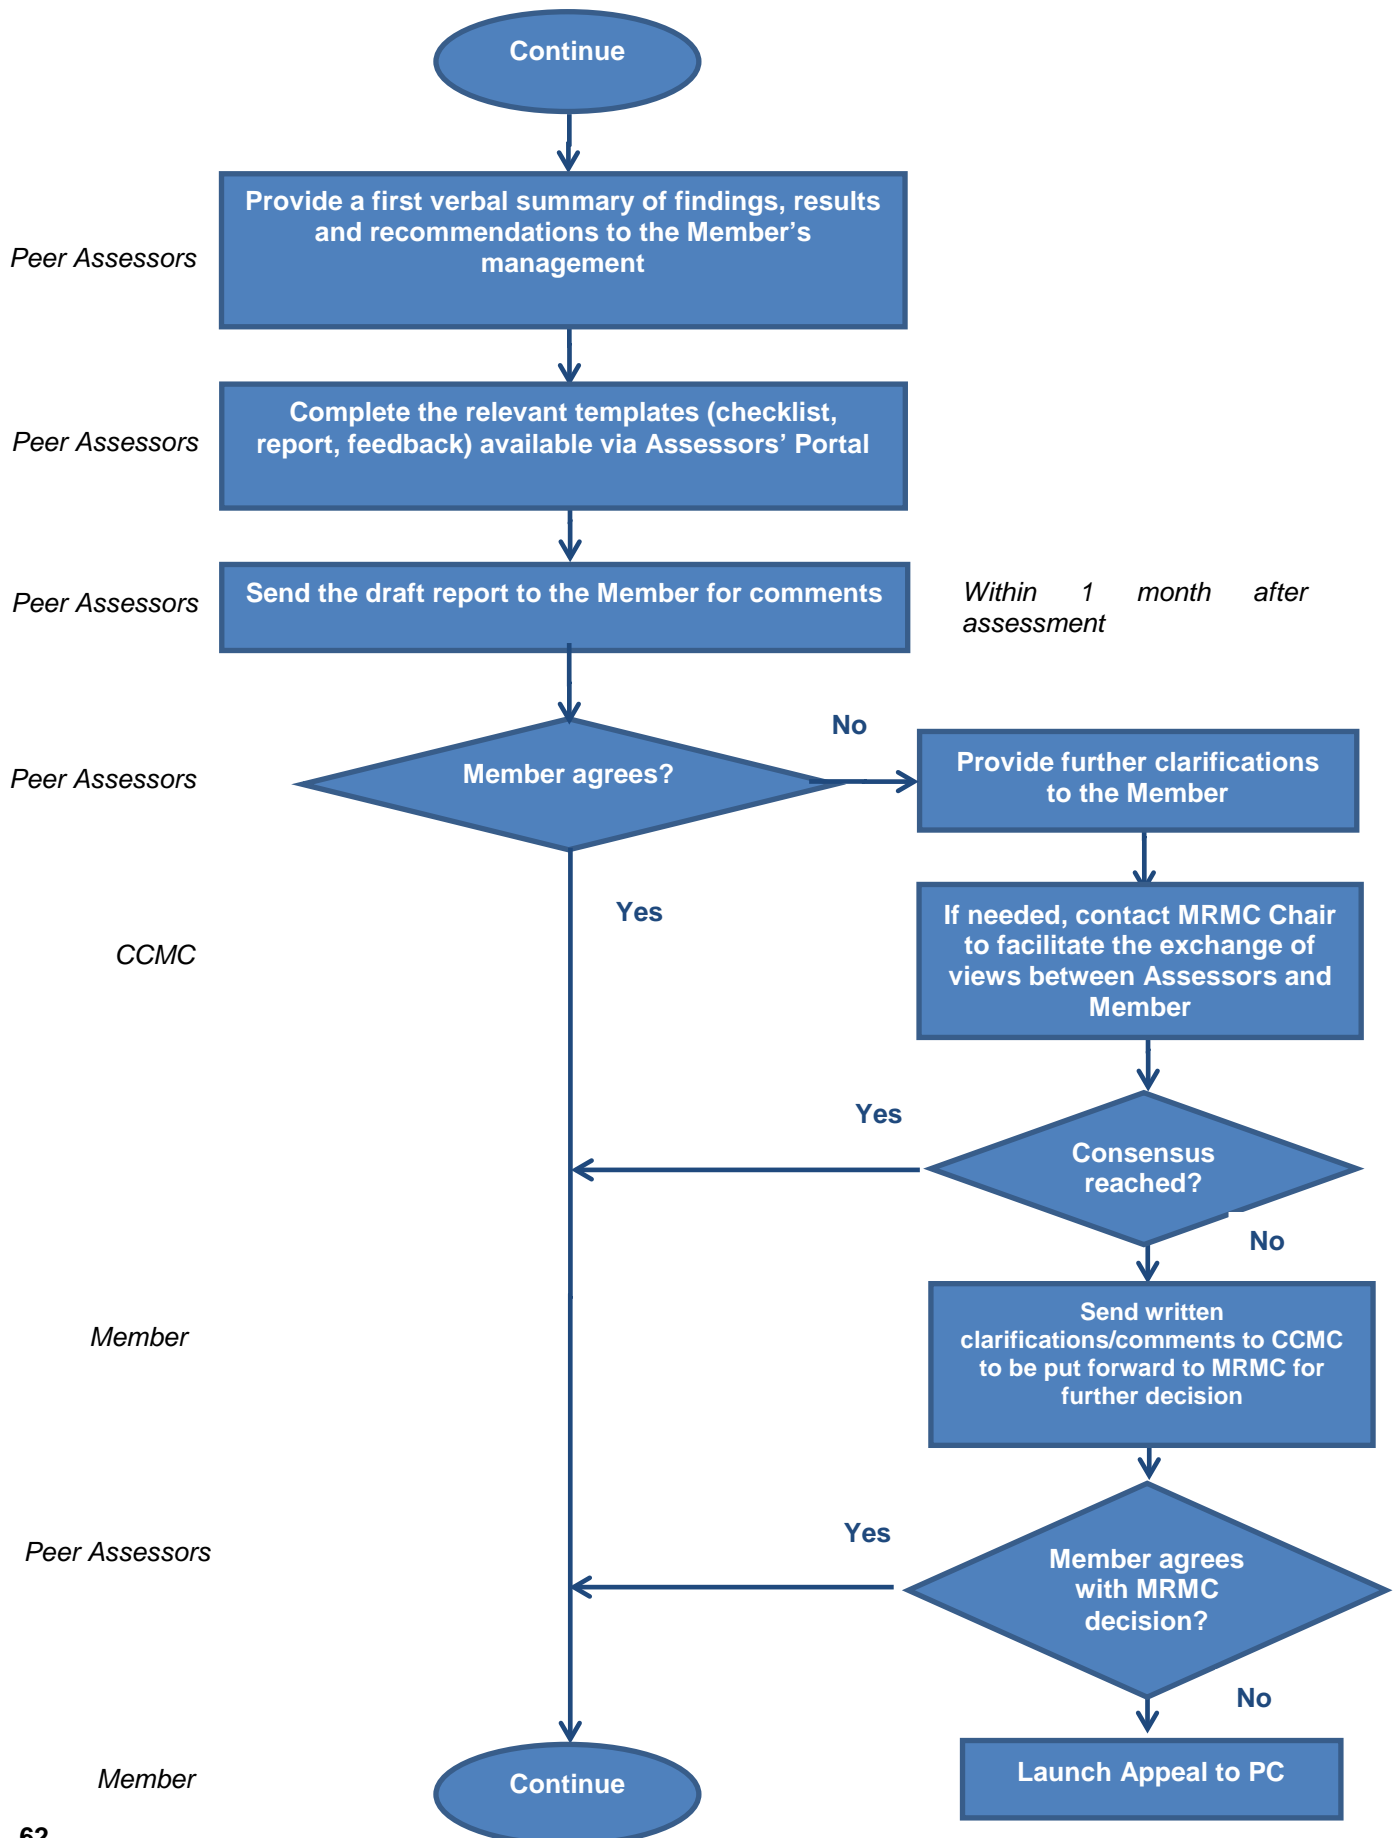 Continue
Provide a first verbal summary of findings, results
and recommendations to the Member’s
management
Peer Assessors
Complete the relevant templates (checklist,
report, feedback) available via Assessors’ Portal
Peer Assessors
Send the draft report to the Member for comments
Peer Assessors
Within 1 month after
assessment
No
Member agrees?
Peer Assessors
Provide further clarifications
to the Member
Yes
If needed, contact MRMC Chair
to facilitate the exchange of
views between Assessors and
Member
CCMC
Yes
Consensus
reached?
No
Send written
clarifications/comments to CCMC
to be put forward to MRMC for
further decision
Member
Yes
Peer Assessors
Member agrees
with MRMC
decision?
No
Member
Continue
Launch Appeal to PC
62